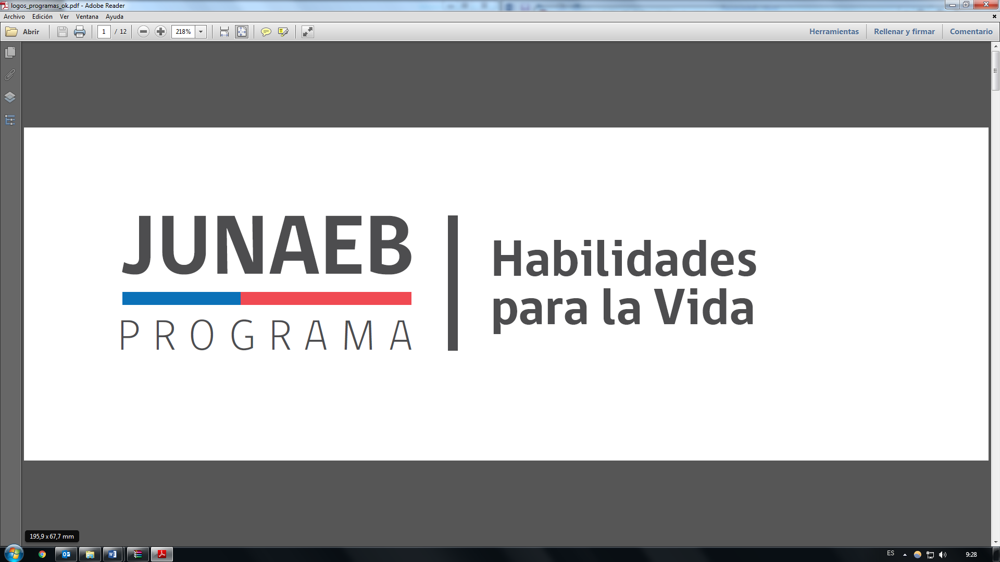 logos_programas_ok.pdf - Adobe Reader
Archivo Edición Ver Ventana Ayuda
Abrir 1 / 12 218% Herramientas Rellenar y firmar Comentario
JUNAEB
PROGRAMA
Habilidades
para la Vida
195,9 x 67,7 mm
ES 9:28